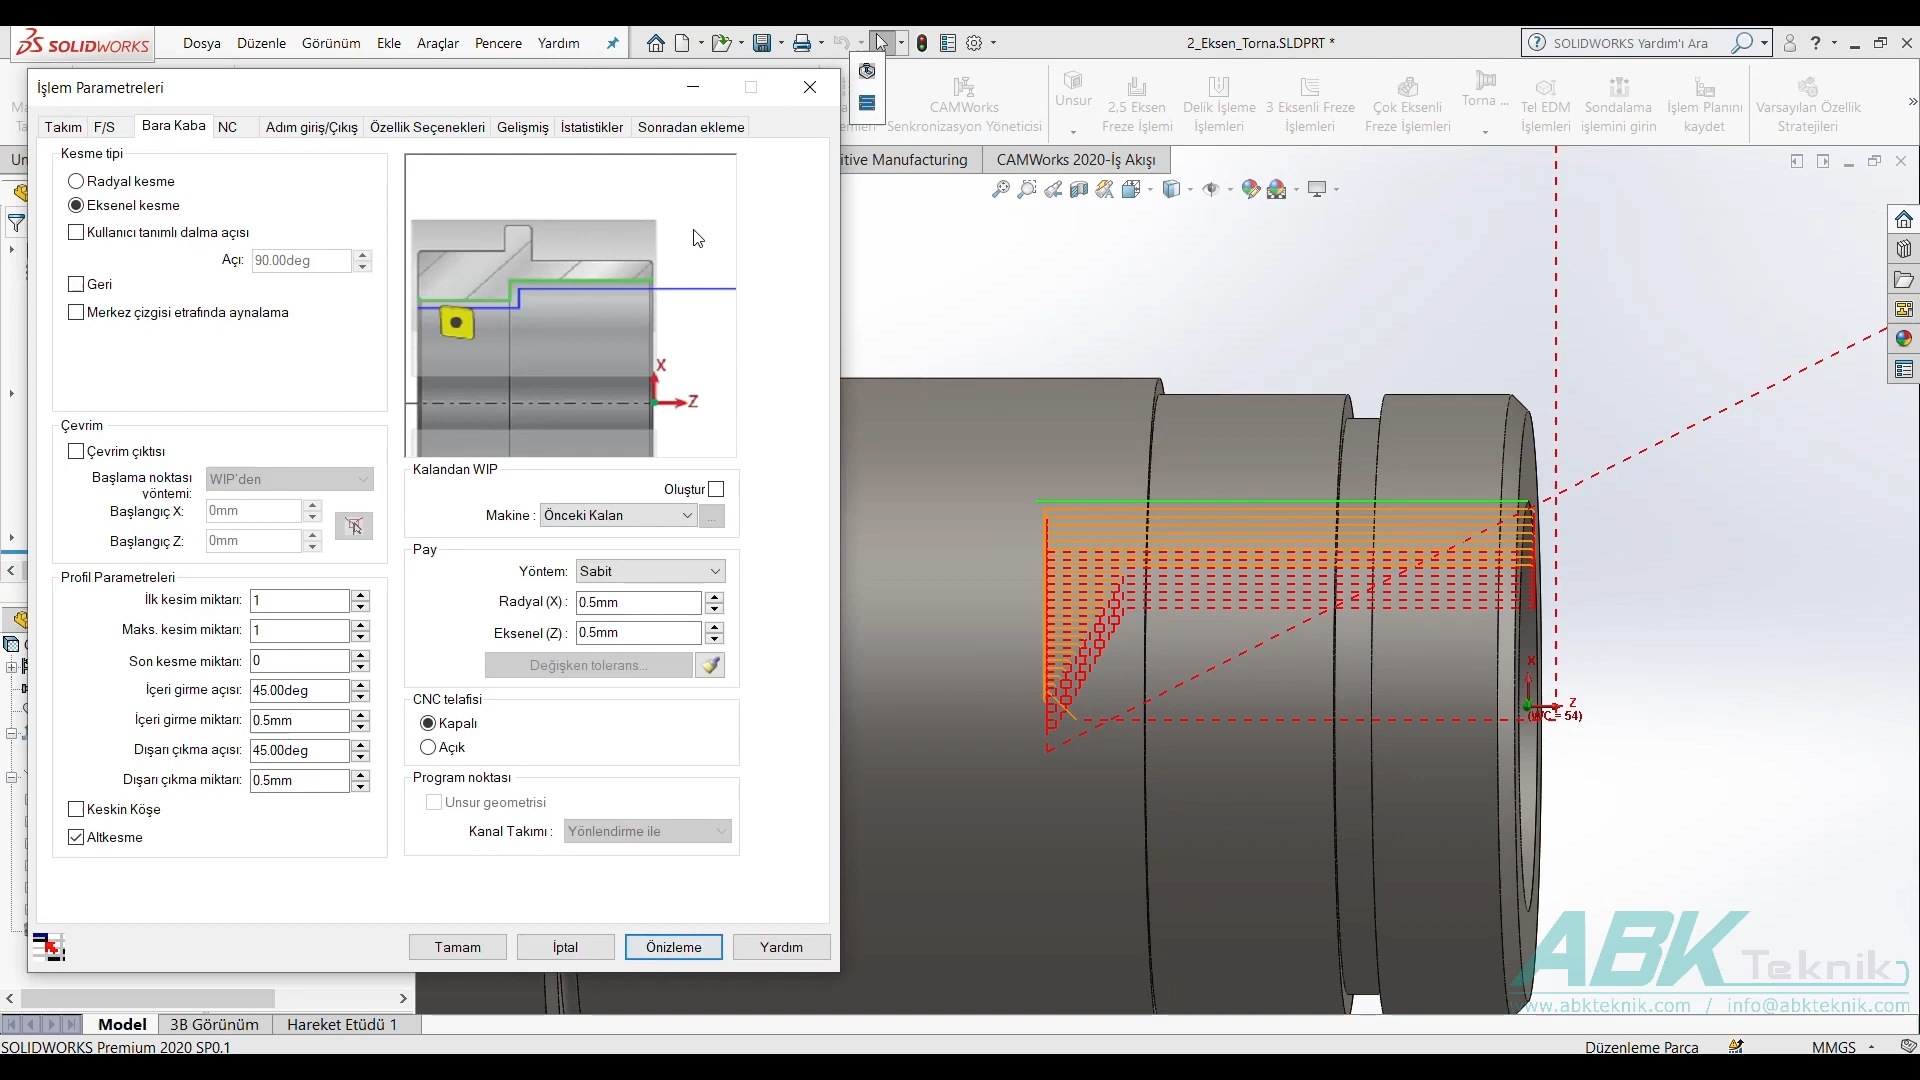 SOLIDWORKS
Dosya Düzenle Görünüm Ekle Araçlar Pencere Yardım
2_Eksen_Torna.SLDPRT *
SOLIDWORKS Yardım'ı Ara
İşlem Parametreleri
CAMWorks
Senkronizasyon Yöneticisi
Unsur
2,5 Eksen
Freze İşlemi
Delik İşleme
İşlemleri
3 Eksenli Freze
İşlemleri
Çok Eksenli
Freze İşlemleri
Torna ...
Tel EDM
İşlemleri
Sondalama
işlemini girin
İşlem Planını
kaydet
Varsayılan Özellik
Stratejileri
itive Manufacturing
CAMWorks 2020-İş Akışı
Takım F/S Bara Kaba NC Adım giriş/Çıkış Özellik Seçenekleri Gelişmiş İstatistikler Sonradan ekleme
Kesme tipi
Radyal kesme
Eksenel kesme
Kullanıcı tanımlı dalma açısı
Açı: 90.00deg
Geri
Merkez çizgisi etrafında aynalama
Çevrim
Çevrim çıktısı
Başlama noktası
yöntemi:
WIP'den
Başlangıç X: 0mm
Başlangıç Z: 0mm
Profil Parametreleri
İlk kesim miktarı: 1
Maks. kesim miktarı: 1
Son kesme miktarı: 0
İçeri girme açısı: 45.00deg
İçeri girme miktarı: 0.5mm
Dışarı çıkma açısı: 45.00deg
Dışarı çıkma miktarı: 0.5mm
Keskin Köşe
Altkesme
X
Z
Kalandan WIP
Oluştur
Makine : Önceki Kalan ...
Pay
Yöntem: Sabit
Radyal (X) : 0.5mm
Eksenel (Z) : 0.5mm
Değişken tolerans...
CNC telafisi
Kapalı
Açık
Program noktası
Unsur geometrisi
Kanal Takımı : Yönlendirme ile
Tamam İptal Önizleme Yardım
X
Z
(WC = 54)
ABK Teknik
www.abkteknik.com / info@abkteknik.com
Model 3B Görünüm Hareket Etüdü 1
SOLIDWORKS Premium 2020 SP0.1
Düzenleme Parça
MMGS